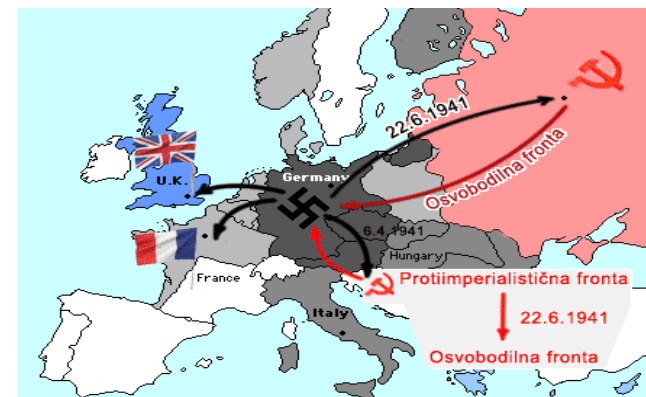 22.6.1941
Osvobodilna fronta
U.K.
Germany
6.4.1941
Hungary
France
Italy
Protiimperialistična fronta
22.6.1941
Osvobodilna fronta